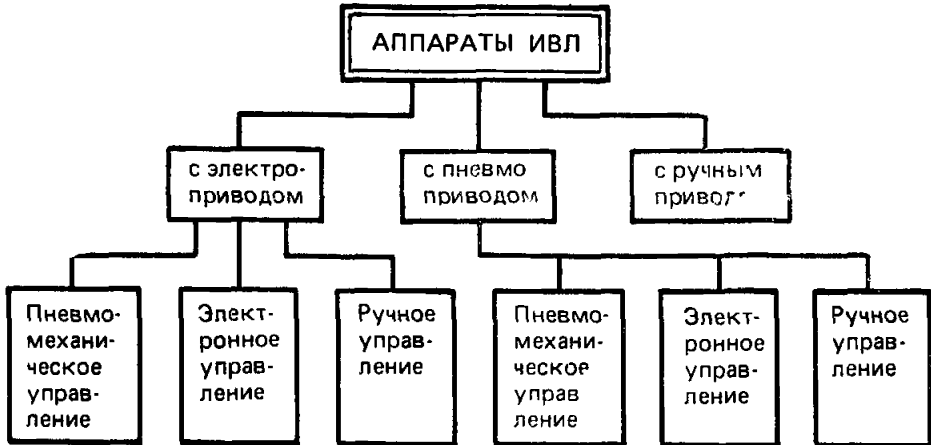 АППАРАТЫ ИВЛ
с электро-
приводом
с пневмо
приводом
с ручным
привод
Пневмо-
механи-
ческое
управ-
ление
Элект-
ронное
управ-
ление
Ручное
управ-
ление
Пневмо-
механи-
ческое
управ
ление
Элект-
ронное
управ-
ление
Ручное
управ-
ление